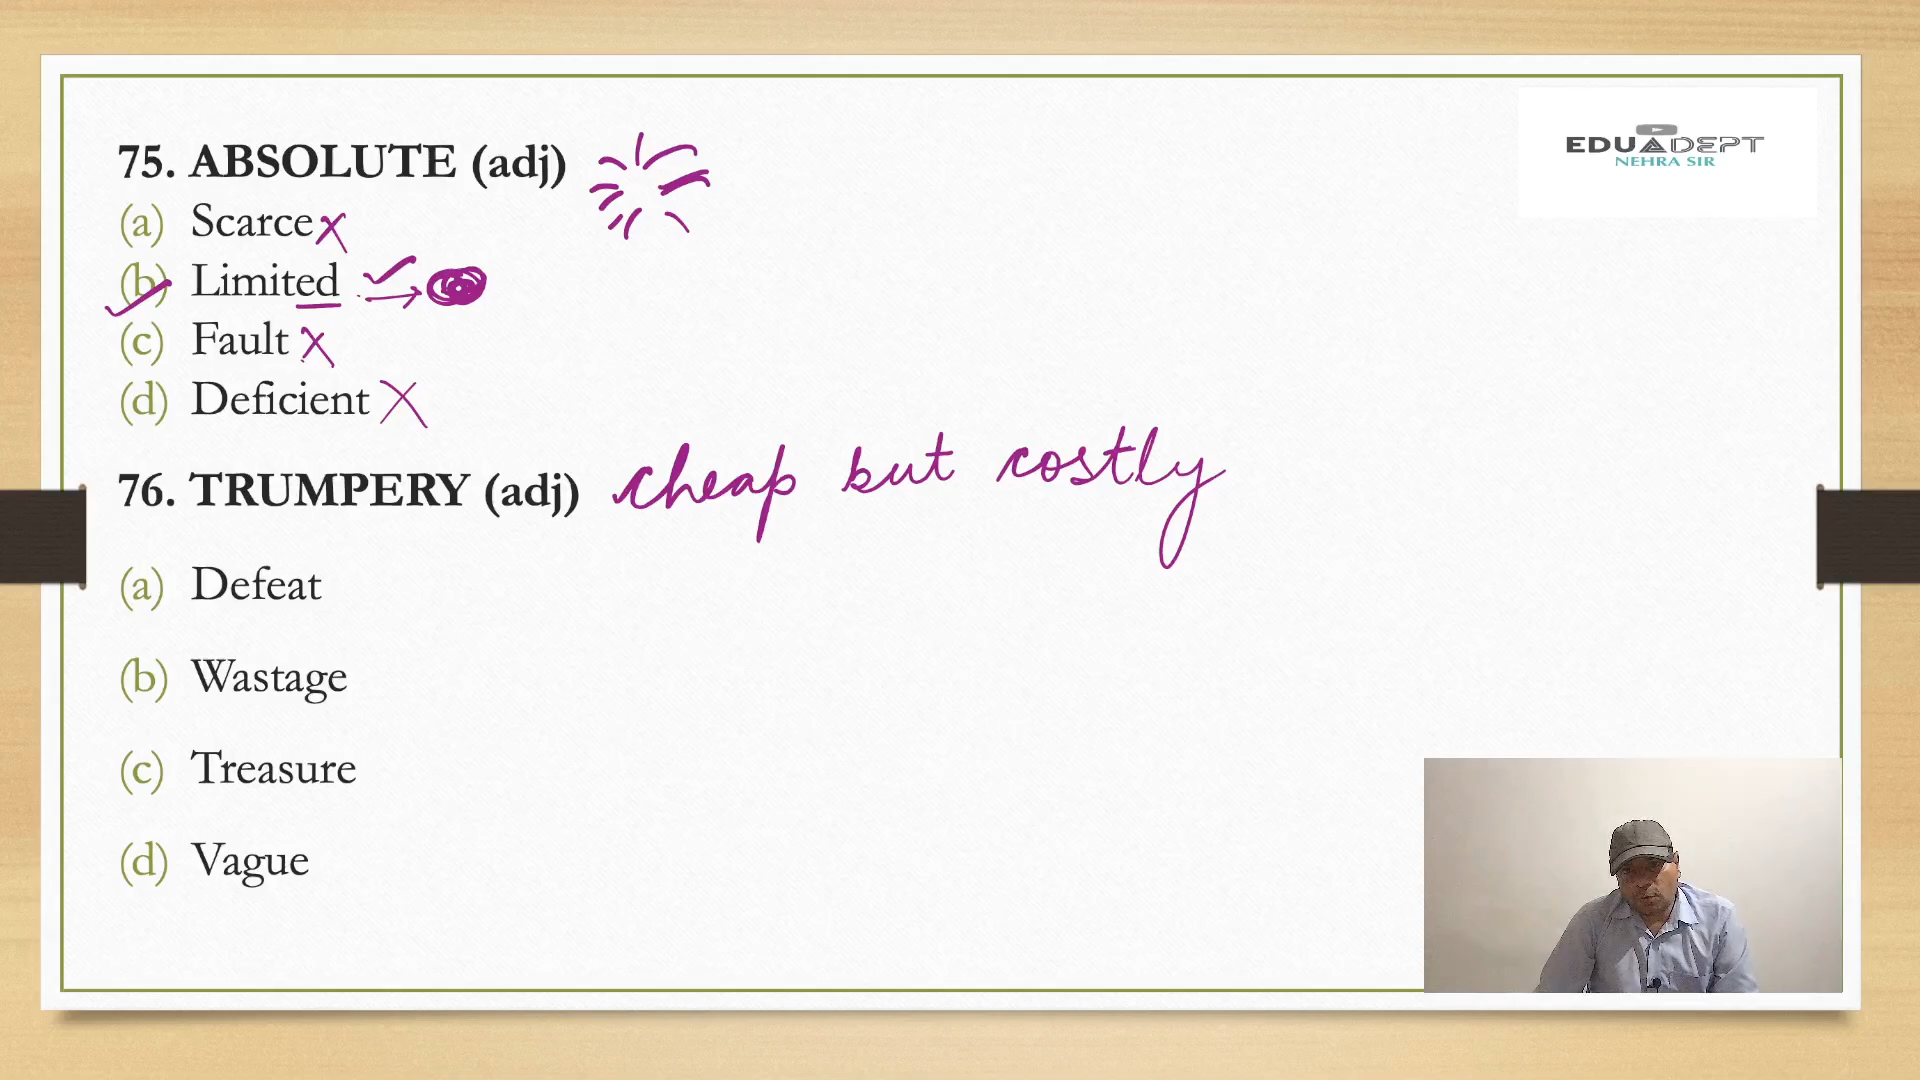 75. ABSOLUTE (adj)
(a) Scarce
(b) Limited
(c) Fault
(d) Deficient
76. TRUMPERY (adj) cheap but costly
(a) Defeat
(b) Wastage
(c) Treasure
(d) Vague
EDUADEPT
NEHRA SIR